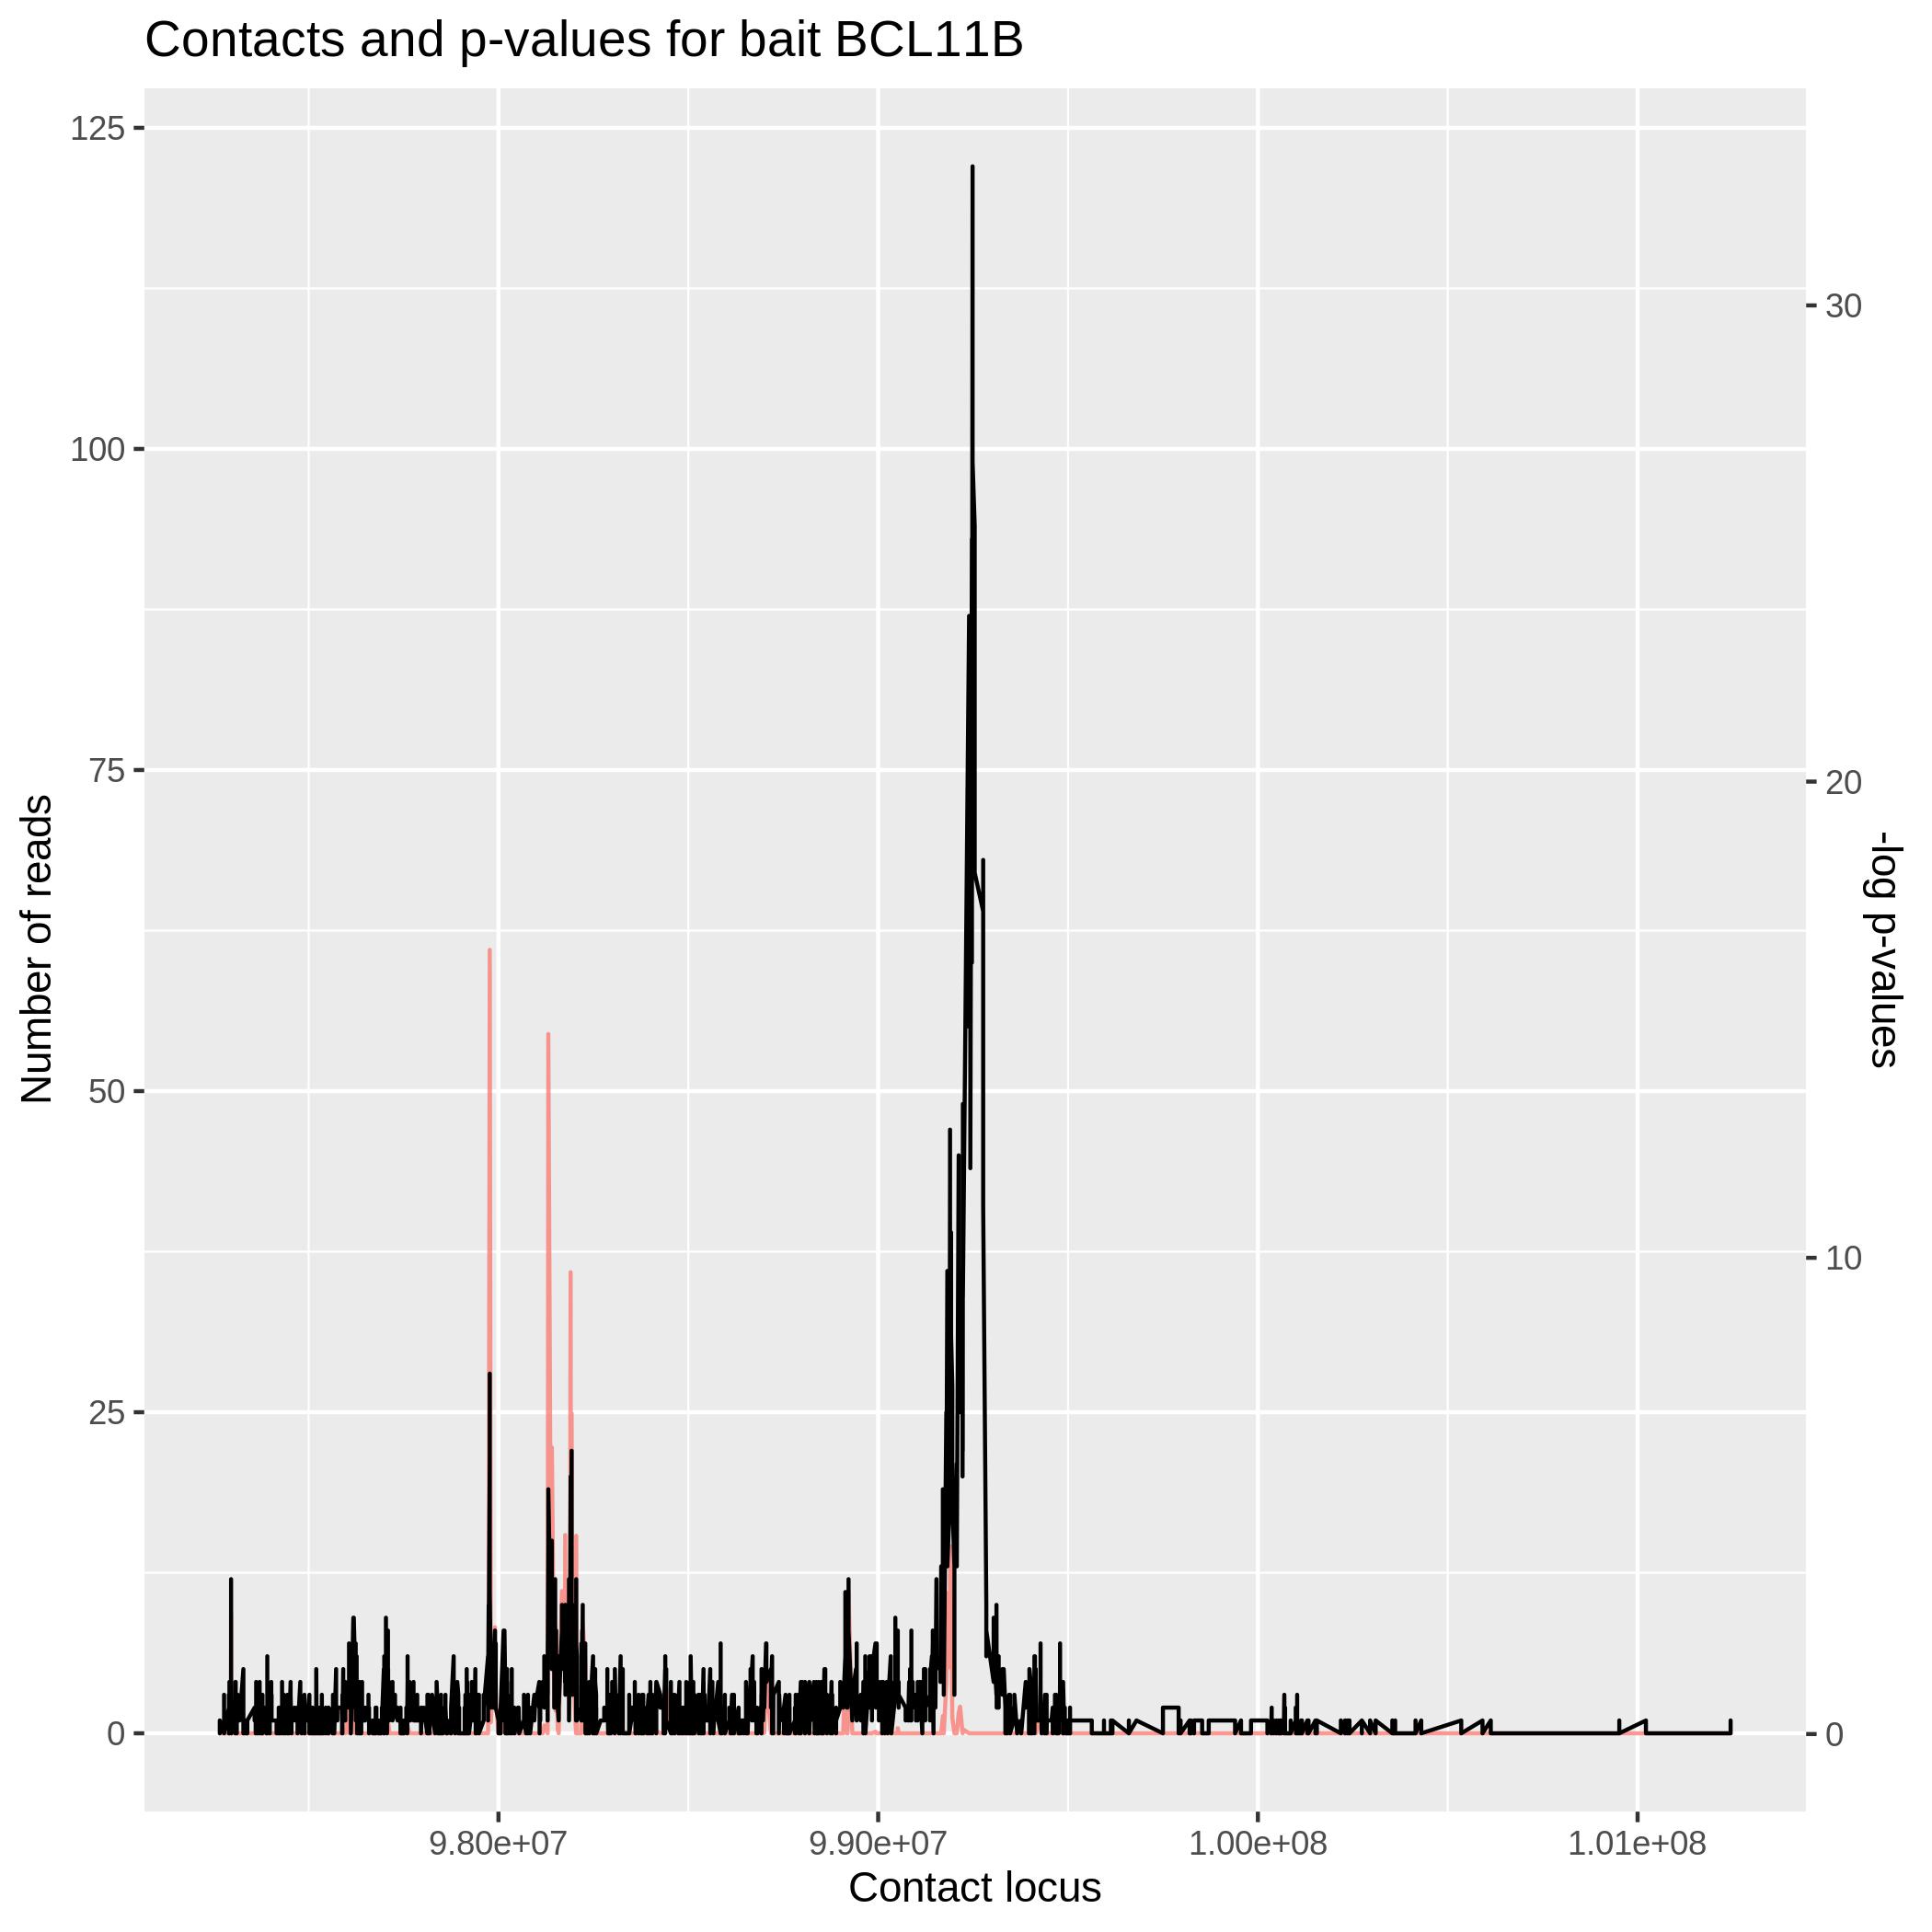 Contacts and p-values for bait BCL11B
125
100
75
50
25
0
Number of reads
30
20
10
0
-log p-values
9.80e+07
9.90e+07
1.00e+08
1.01e+08
Contact locus